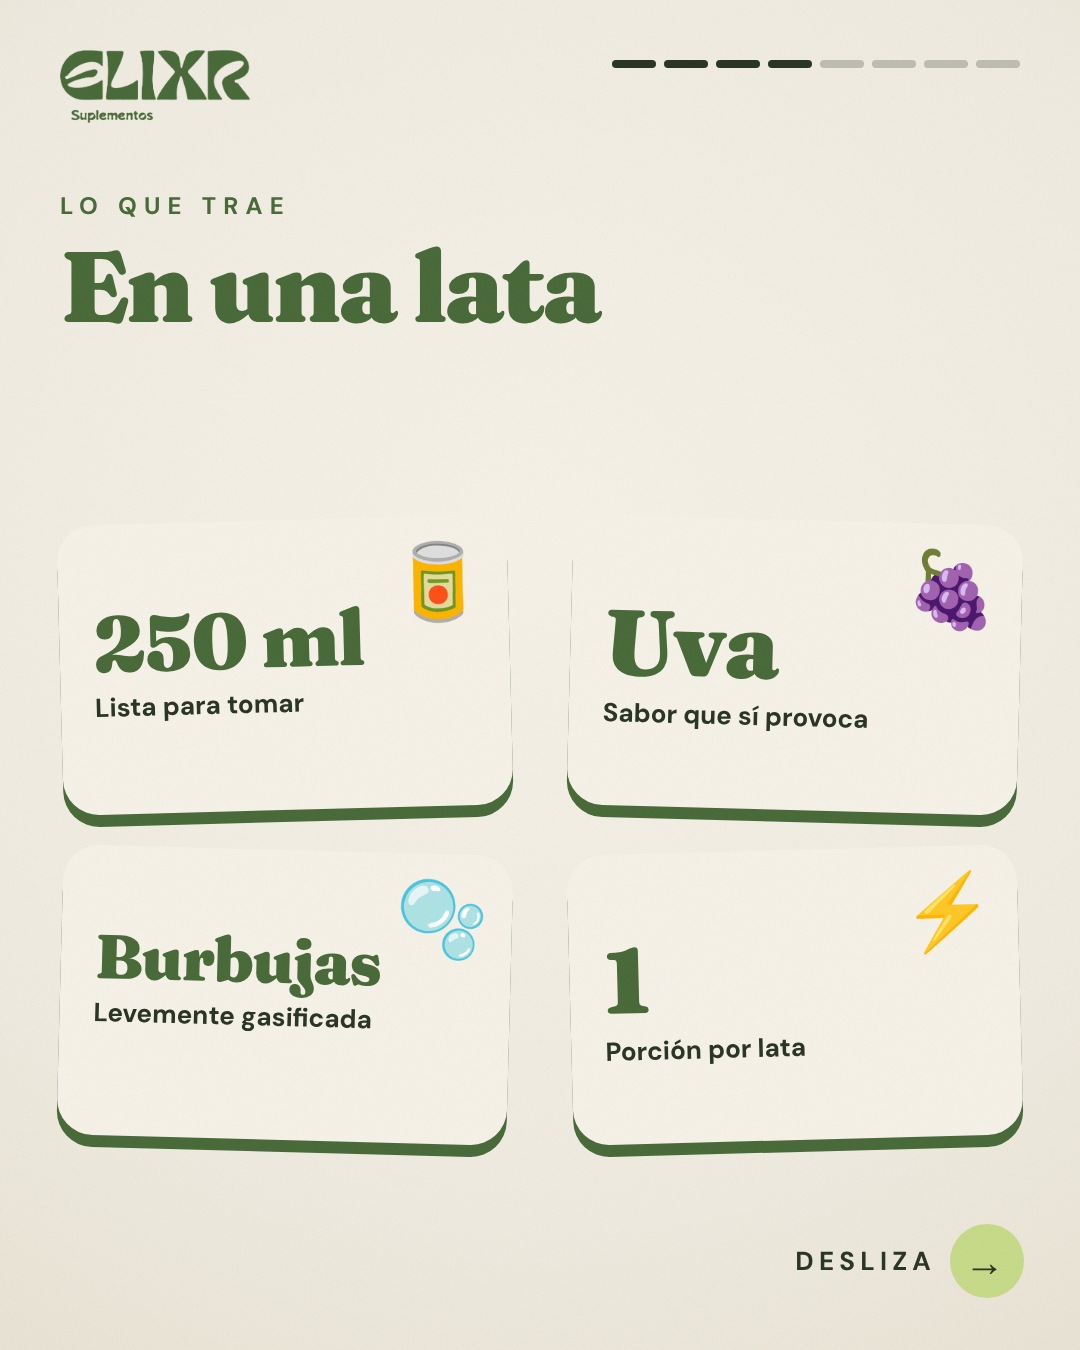 ELIXR
Suplementos
LO QUE TRAE
En una lata
250 ml
Lista para tomar
Uva
Sabor que sí provoca
Burbujas
Levemente gasificada
1
Porción por lata
DESLIZA →